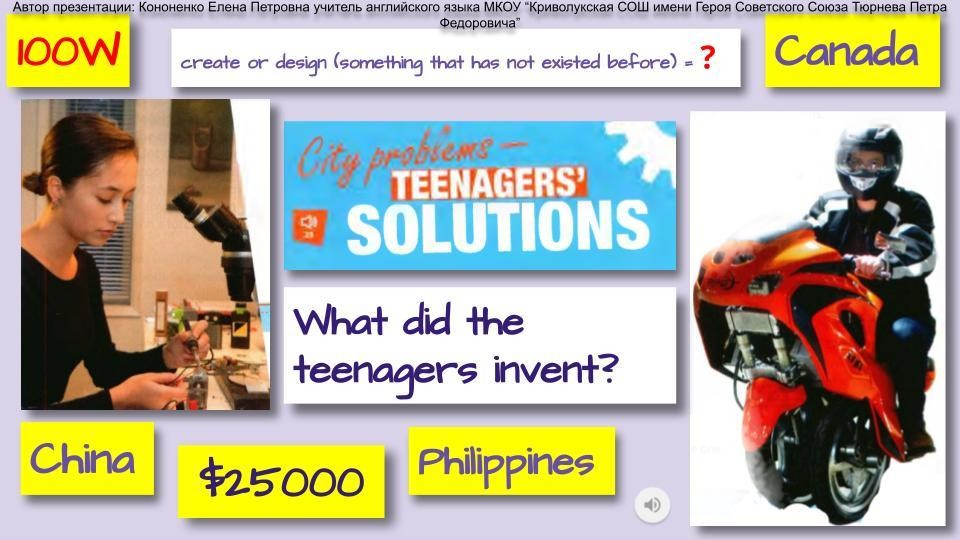 Автор презентации: Кононенко Елена Петровна учитель английского языка МКОУ “Криволукская СОШ имени Героя Советского Союза Тюрнева Петра
Федоровича”
100W
create or design (something that has not existed before) = ?
Canada
City problems —
TEENAGERS’
SOLUTIONS
What did the
teenagers invent?
China
$25000
Philippines